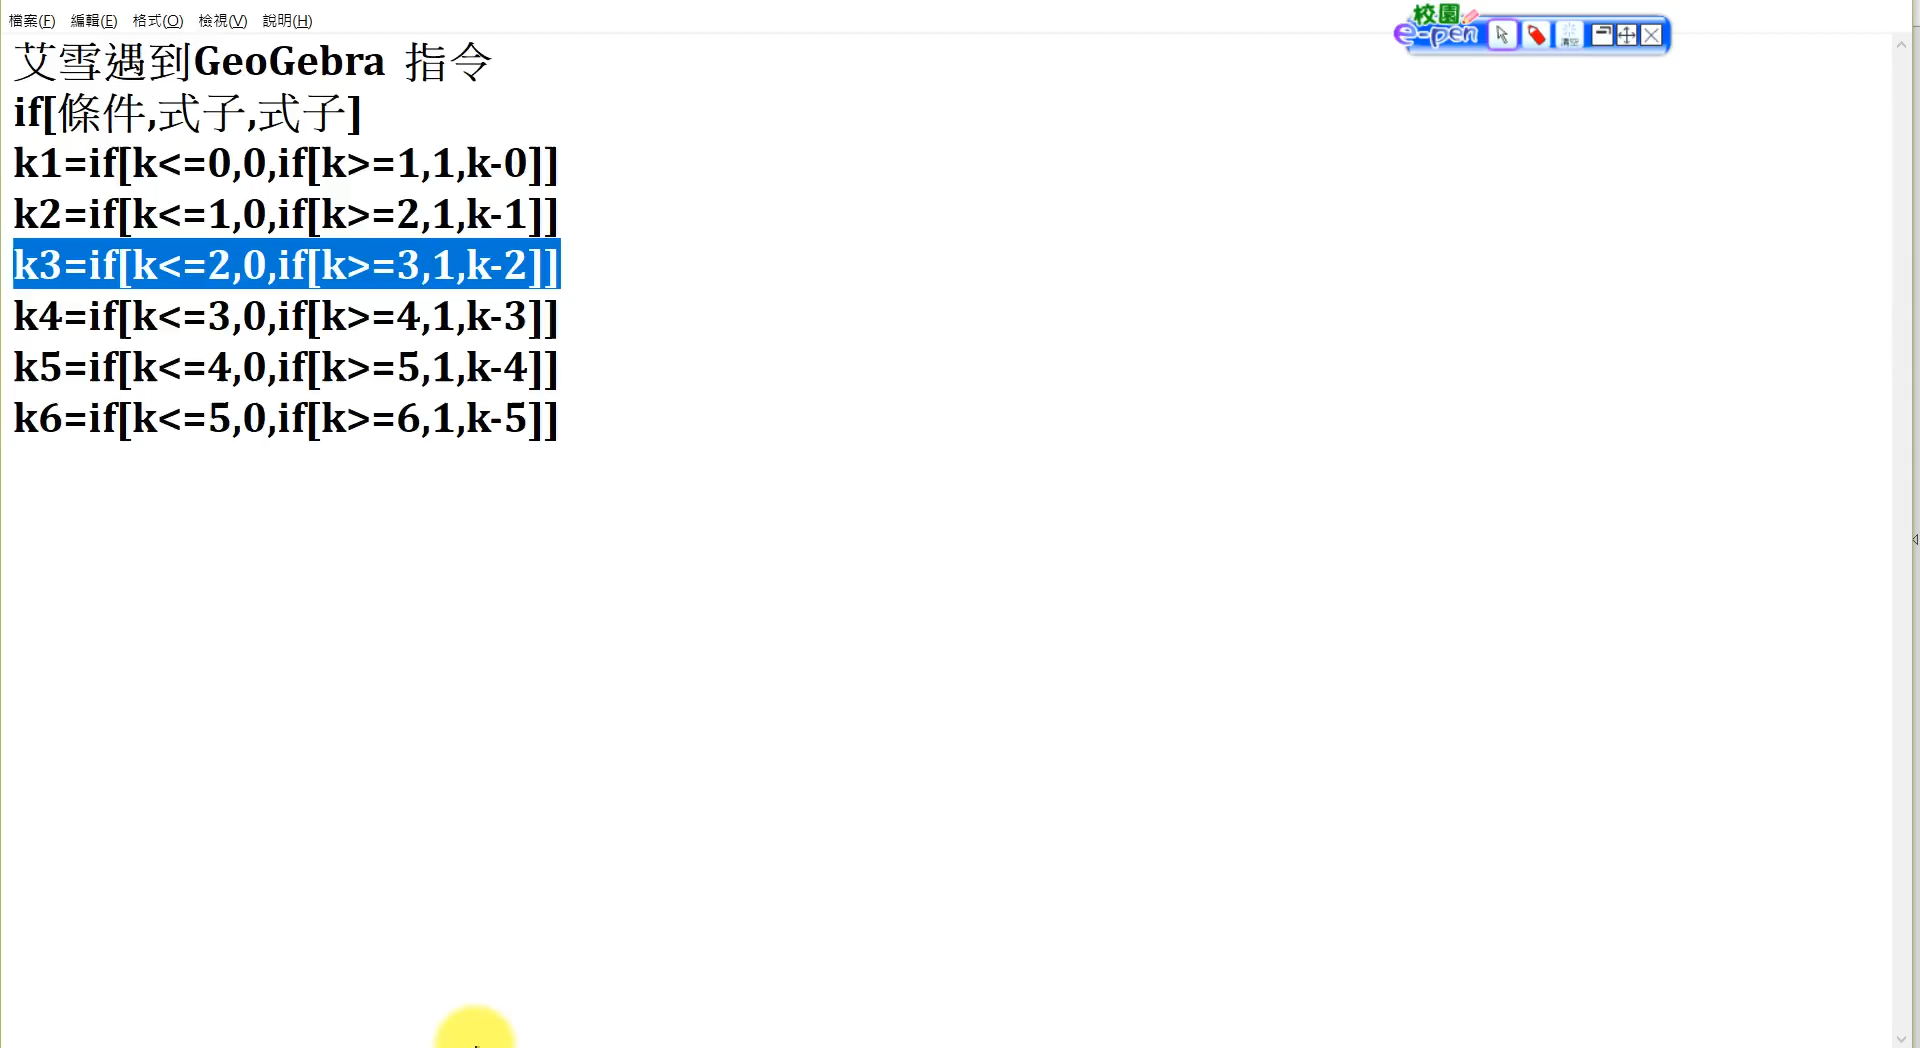 檔案(F) 編輯(E) 格式(O) 檢視(V) 說明(H)
校園
e-pen
清空
艾雪遇到GeoGebra 指令
if[條件,式子,式子]
k1=if[k<=0,0,if[k>=1,1,k-0]]
k2=if[k<=1,0,if[k>=2,1,k-1]]
k3=if[k<=2,0,if[k>=3,1,k-2]]
k4=if[k<=3,0,if[k>=4,1,k-3]]
k5=if[k<=4,0,if[k>=5,1,k-4]]
k6=if[k<=5,0,if[k>=6,1,k-5]]